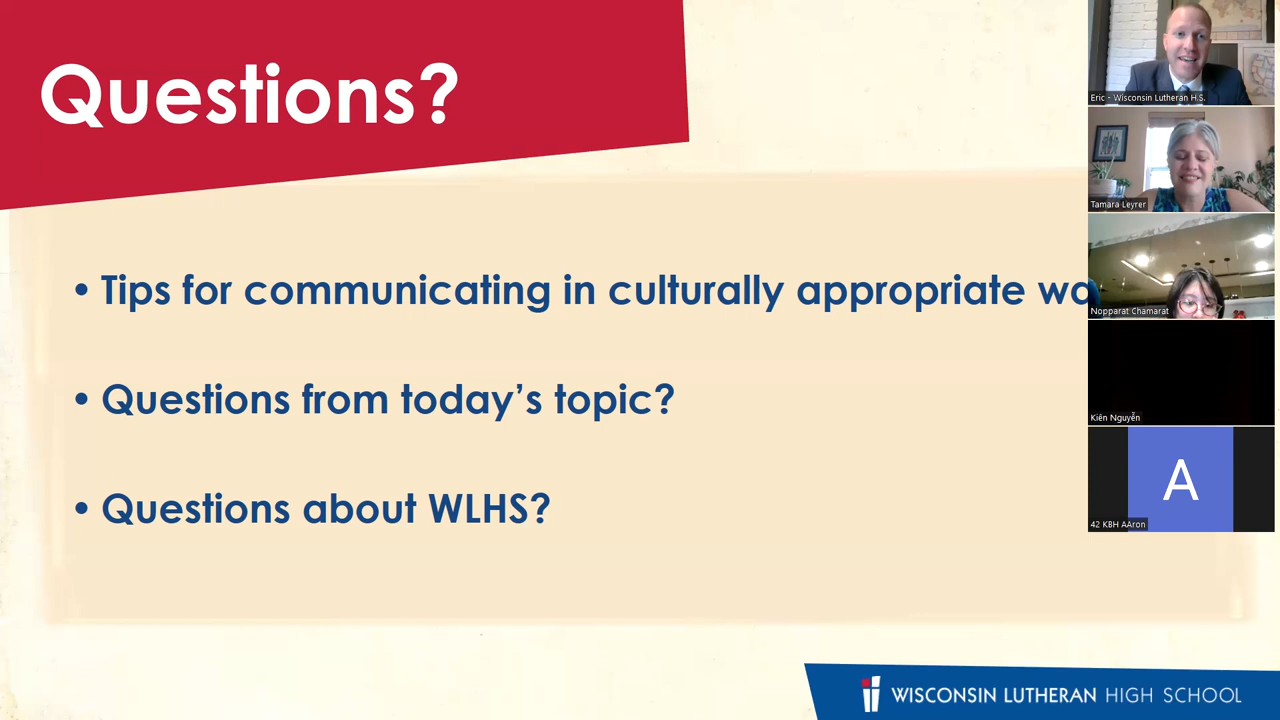 Questions?
• Tips for communicating in culturally appropriate
• Questions from today's topic?
• Questions about WLHS?
Eric - Wisconsin Lutheran H.S.
Tamara Leyrer
Nopparat Chamarat
Kiên Nguyễn
A
42 KBH AAron
WISCONSIN LUTHERAN HIGH SCHOOL